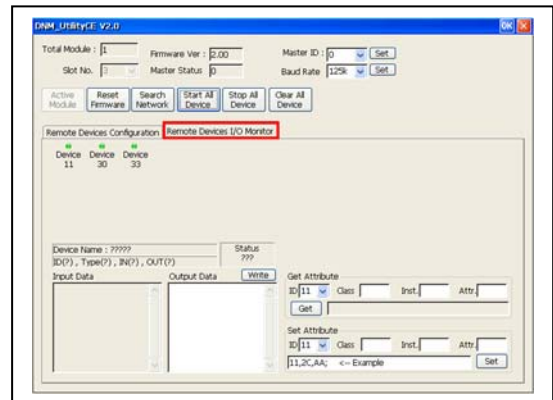 DNM_UtilityCE V2.0 OK X
Total Module : 1 Firmware Ver : 2.00 Master ID : 0 Set
Slot No. 3 Master Status 0 Baud Rate 125k Set
Active Module Reset Firmware Search Network Start All Device Stop All Device Clear All Device
Remote Devices Configuration Remote Devices I/O Monitor
Device 11 Device 30 Device 33
Device Name : ????? Status
ID(?) , Type(?) , IN(?) , OUT(?) ???
Input Data Output Data Write Get Attribute
ID 11 Class Inst. Attr.
Get
Set Attribute
ID 11 Class Inst. Attr.
11,2C,AA; <-- Example Set